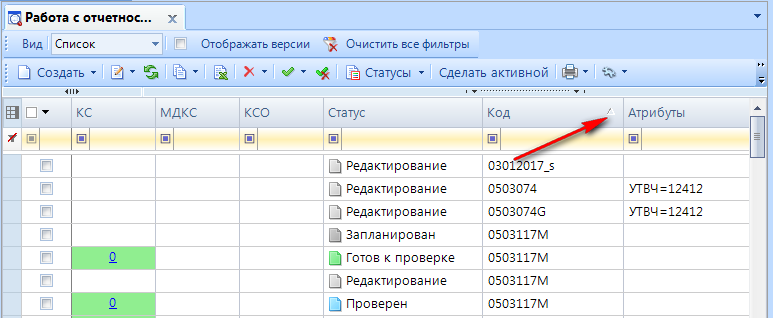 Работа с отчетнос...
Вид Список Отображать версии Очистить все фильтры
Создать Статусы Сделать активной
КС МДКС КСО Статус Код Атрибуты
Редактирование 03012017_s
Редактирование 0503074 УТВЧ=12412
Редактирование 0503074G УТВЧ=12412
Запланирован 0503117М
0 Готов к проверке 0503117М
Редактирование 0503117М
0 Проверен 0503117М